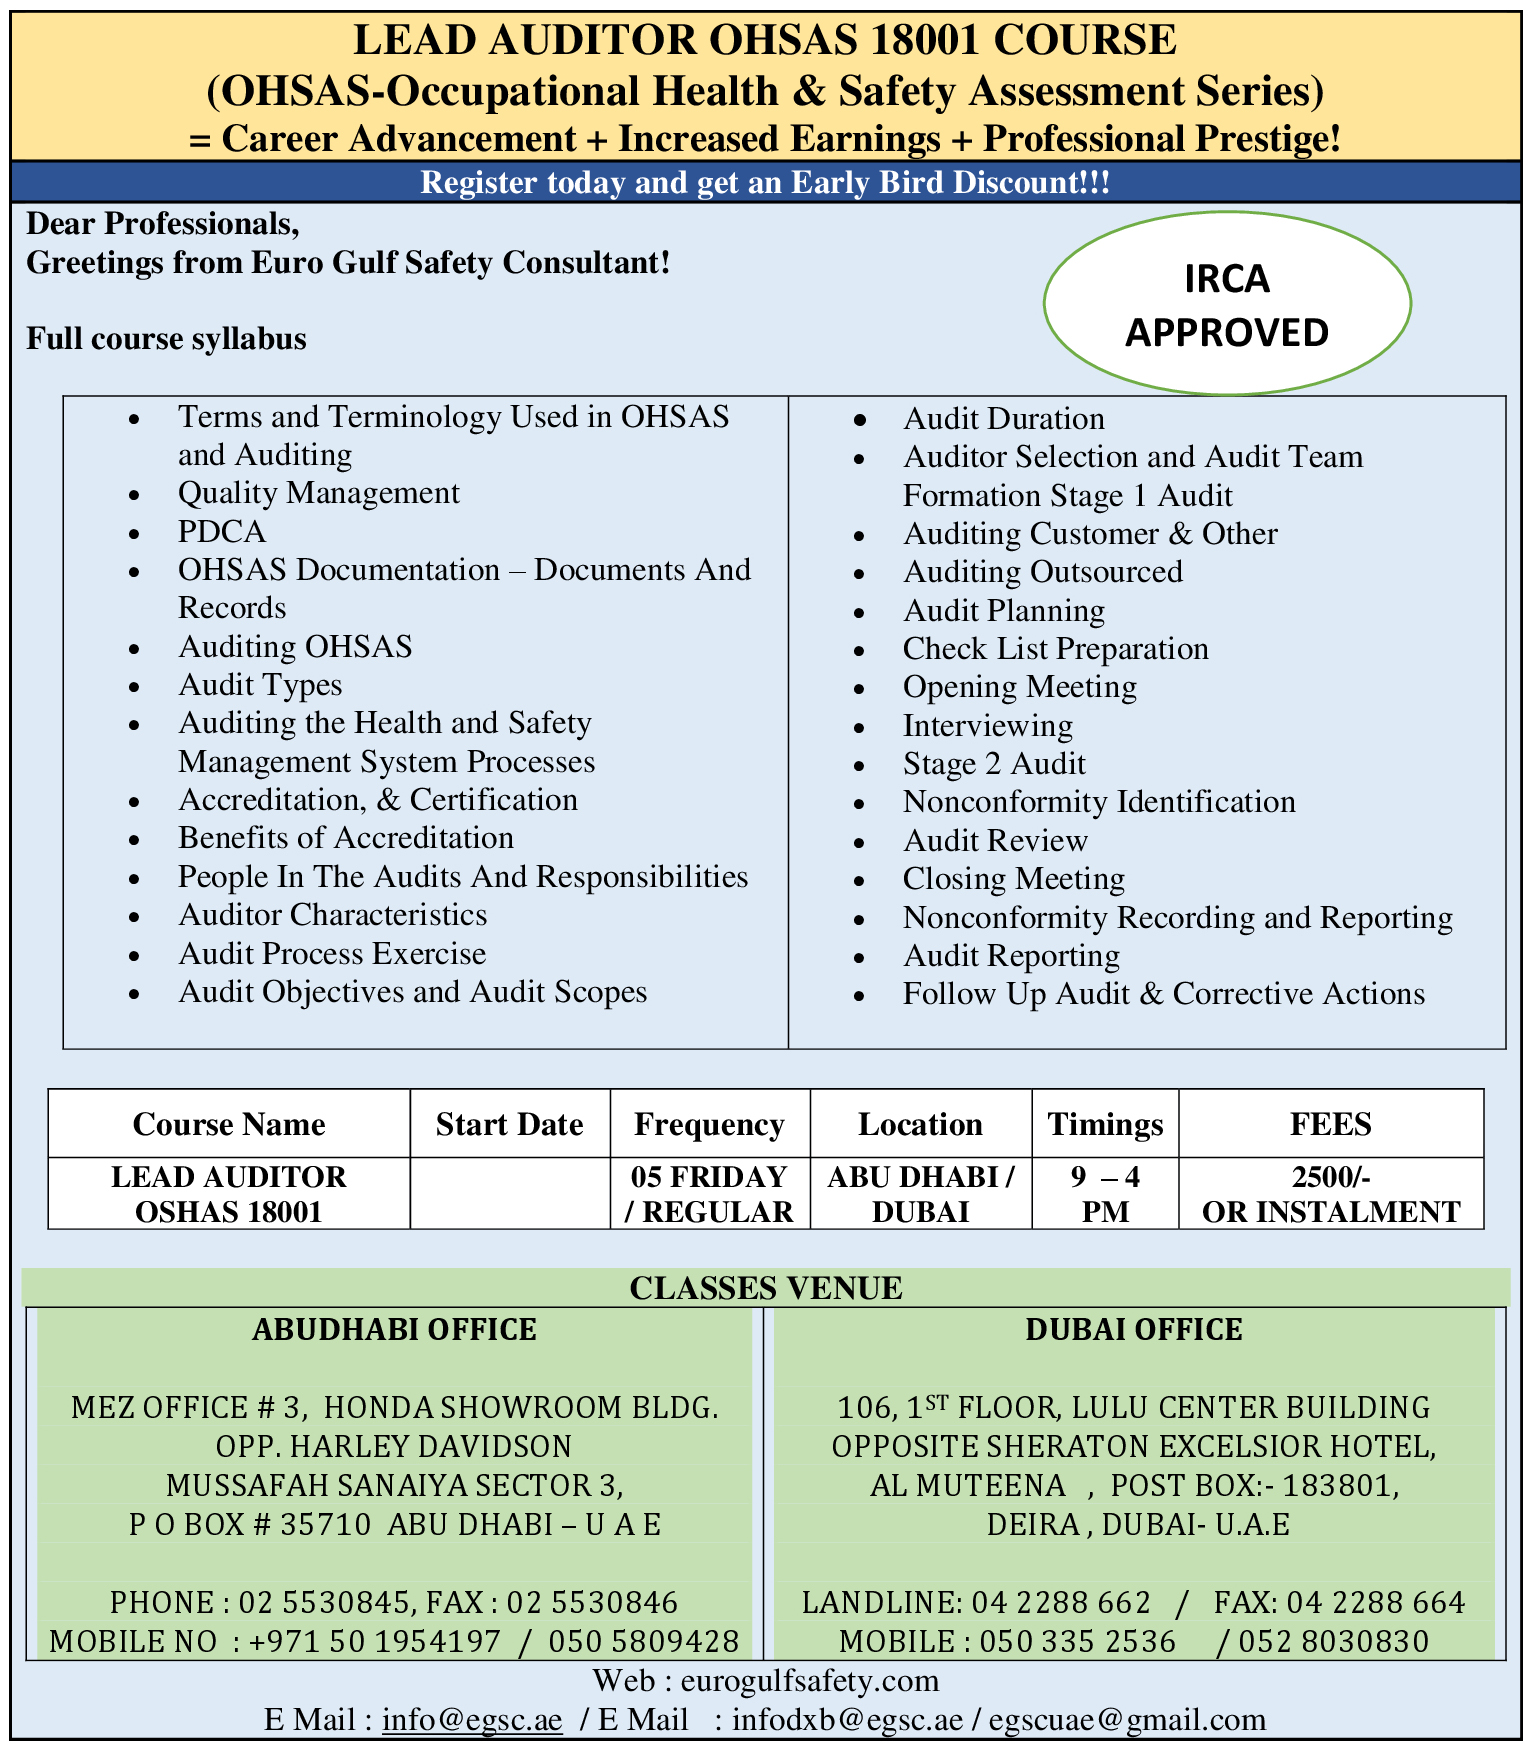 LEAD AUDITOR OHSAS 18001 COURSE
(OHSAS-Occupational Health & Safety Assessment Series)
= Career Advancement + Increased Earnings + Professional Prestige!
Register today and get an Early Bird Discount!!!
Dear Professionals,
Greetings from Euro Gulf Safety Consultant!
IRCA
APPROVED
Full course syllabus
• Terms and Terminology Used in OHSAS
and Auditing
• Quality Management
• PDCA
• OHSAS Documentation – Documents And
Records
• Auditing OHSAS
• Audit Types
• Auditing the Health and Safety
Management System Processes
• Accreditation, & Certification
• Benefits of Accreditation
• People In The Audits And Responsibilities
• Auditor Characteristics
• Audit Process Exercise
• Audit Objectives and Audit Scopes
• Audit Duration
• Auditor Selection and Audit Team
Formation Stage 1 Audit
• Auditing Customer & Other
• Auditing Outsourced
• Audit Planning
• Check List Preparation
• Opening Meeting
• Interviewing
• Stage 2 Audit
• Nonconformity Identification
• Audit Review
• Closing Meeting
• Nonconformity Recording and Reporting
• Audit Reporting
• Follow Up Audit & Corrective Actions
Course Name Start Date Frequency Location Timings FEES
LEAD AUDITOR 05 FRIDAY ABU DHABI / 9 – 4 2500/-
OSHAS 18001 / REGULAR DUBAI PM OR INSTALMENT
CLASSES VENUE
ABUDHABI OFFICE
MEZ OFFICE # 3, HONDA SHOWROOM BLDG.
OPP. HARLEY DAVIDSON
MUSSAFAH SANAIYA SECTOR 3,
P O BOX # 35710 ABU DHABI – U A E
PHONE : 02 5530845, FAX : 02 5530846
MOBILE NO : +971 50 1954197 / 050 5809428
DUBAI OFFICE
106, 1ST FLOOR, LULU CENTER BUILDING
OPPOSITE SHERATON EXCELSIOR HOTEL,
AL MUTEENA , POST BOX:- 183801,
DEIRA , DUBAI- U.A.E
LANDLINE: 04 2288 662 / FAX: 04 2288 664
MOBILE : 050 335 2536 / 052 8030830
Web : eurogulfsafety.com
E Mail : info@egsc.ae / E Mail : infodxb@egsc.ae / egscuae@gmail.com